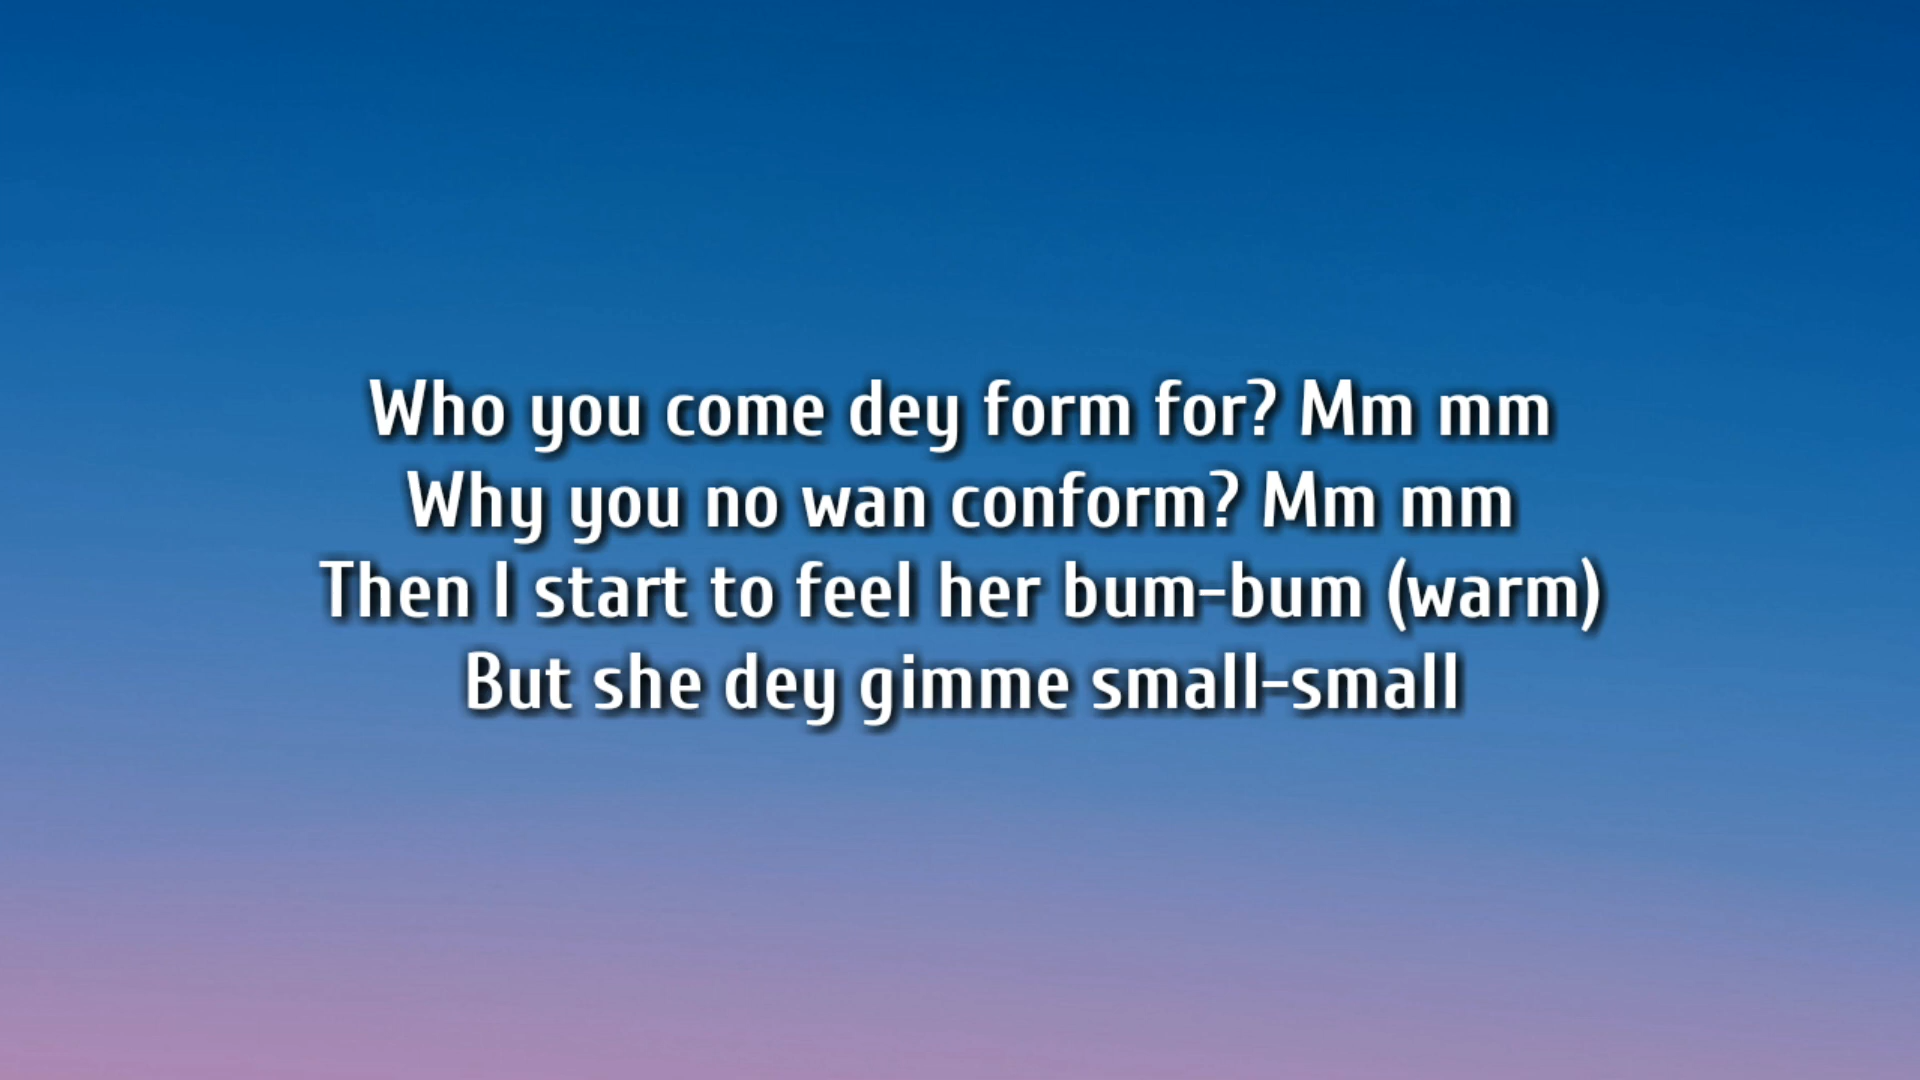 Who you come dey form for? Mm mm
Why you no wan conform? Mm mm
Then I start to feel her bum-bum (warm)
But she dey gimme small-small